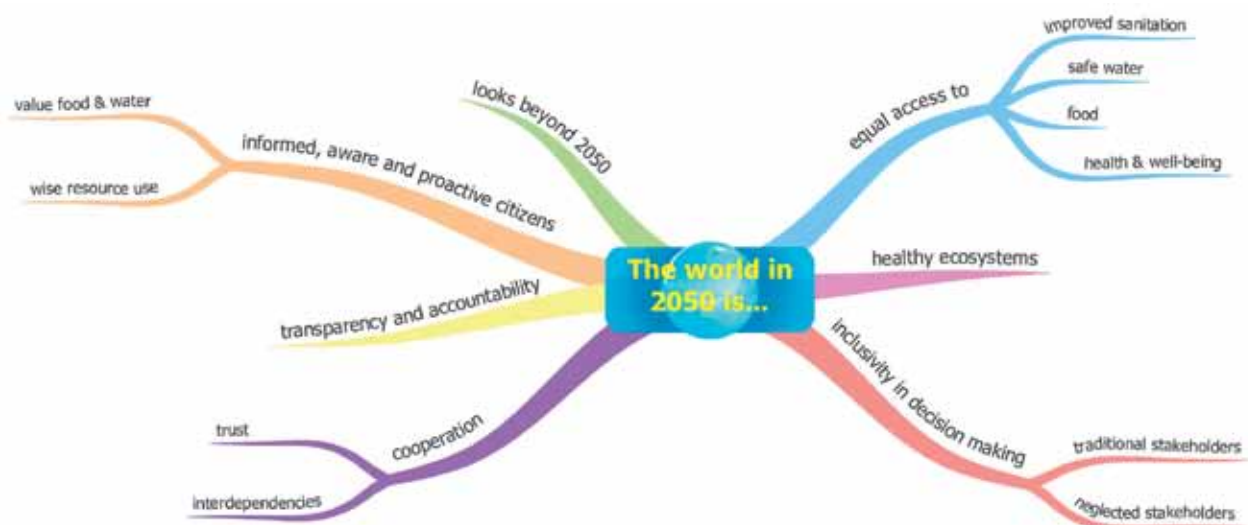 The world in
2050 is...
equal access to
improved sanitation
safe water
food
health & well-being
healthy ecosystems
inclusivity in decision making
traditional stakeholders
neglected stakeholders
cooperation
trust
interdependencies
transparency and accountability
informed, aware and proactive citizens
value food & water
wise resource use
looks beyond 2050